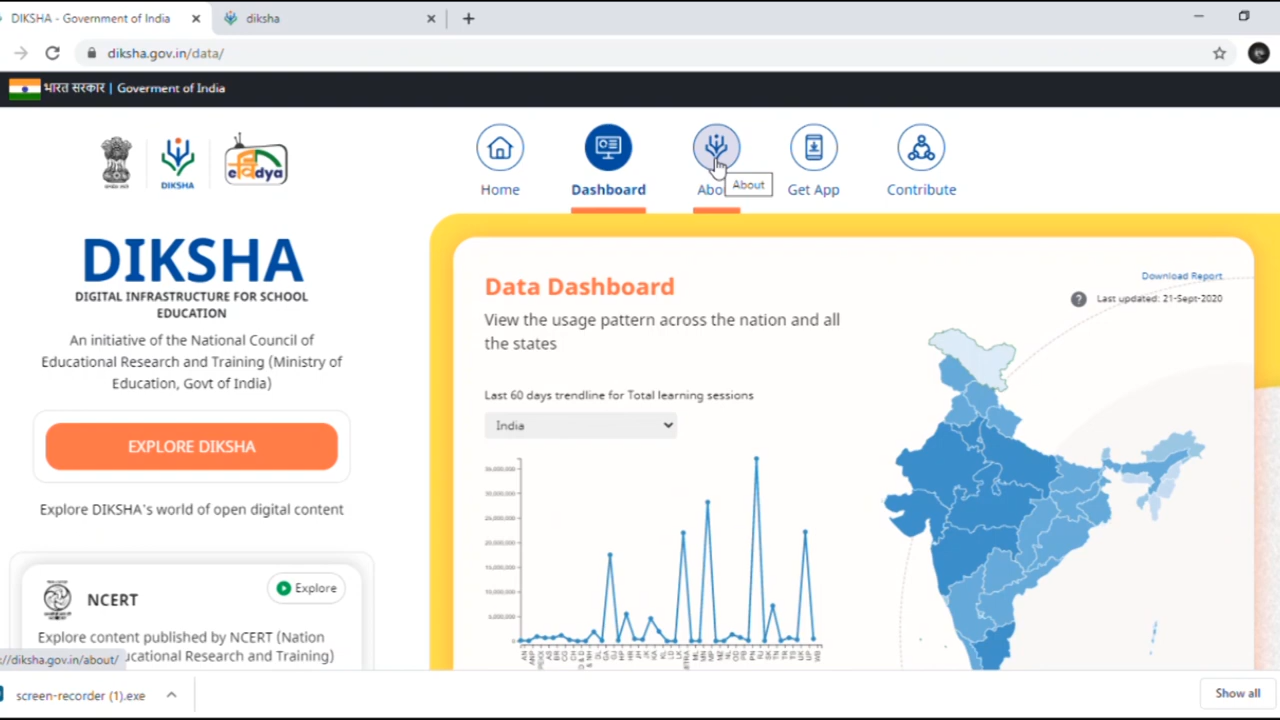 DIKSHA - Government of India
diksha
diksha.gov.in/data/
भारत सरकार | Goverment of India
DIKSHA
Home
Dashboard
Abo
About
Get App
Contribute
DIKSHA
DIGITAL INFRASTRUCTURE FOR SCHOOL
EDUCATION
An initiative of the National Council of
Educational Research and Training (Ministry of
Education, Govt of India)
EXPLORE DIKSHA
Explore DIKSHA's world of open digital content
NCERT
Explore
Explore content published by NCERT (Nation
ucational Research and Training)
://diksha.gov.in/about/
Data Dashboard
View the usage pattern across the nation and all
the states
Download Report
? Last updated: 21-Sept-2020
Last 60 days trendline for Total learning sessions
India
screen-recorder (1).exe
Show all